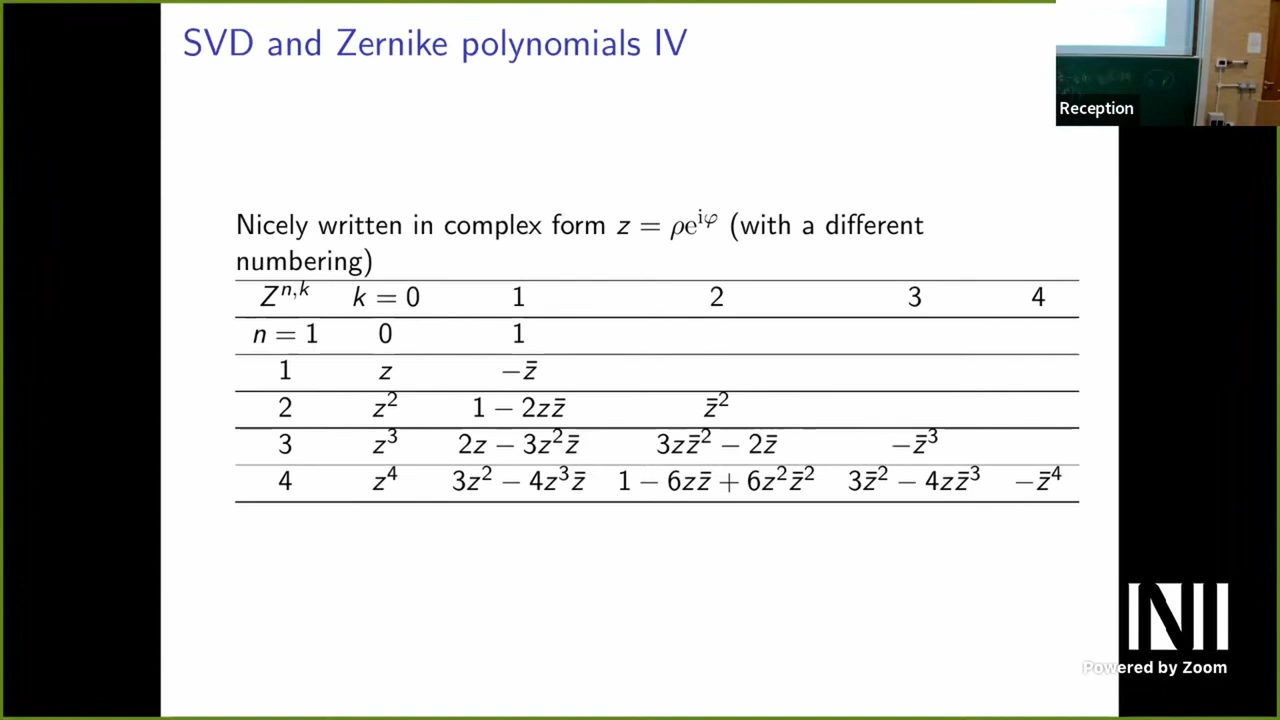 SVD and Zernike polynomials IV
Reception
Nicely written in complex form z = ρe^{iφ} (with a different
numbering)
Z^{n,k} k = 0 1 2 3 4
n = 1 0 1
1 z −z̄
2 z² 1 − 2zz̄ z̄²
3 z³ 2z − 3z²z̄ 3zz̄² − 2z̄ −z̄³
4 z⁴ 3z² − 4z³z̄ 1 − 6zz̄ + 6z²z̄² 3z̄² − 4zz̄³ −z̄⁴
NII
Powered by Zoom